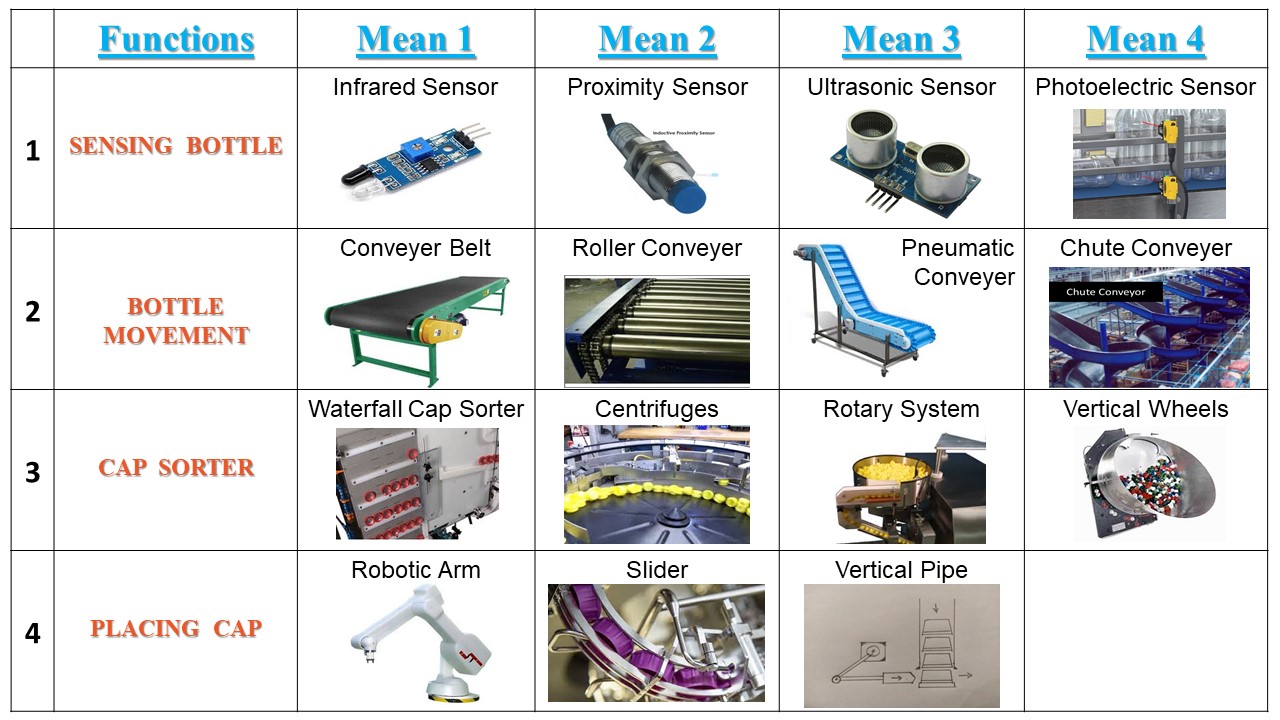 Functions
Mean 1
Mean 2
Mean 3
Mean 4
1
SENSING BOTTLE
Infrared Sensor
Proximity Sensor
Inductive Proximity Sensor
Ultrasonic Sensor
Photoelectric Sensor
2
BOTTLE
MOVEMENT
Conveyer Belt
Roller Conveyer
Pneumatic
Conveyer
Chute Conveyer
Chute Conveyor
3
CAP SORTER
Waterfall Cap Sorter
Centrifuges
Rotary System
Vertical Wheels
4
PLACING CAP
Robotic Arm
Slider
Vertical Pipe